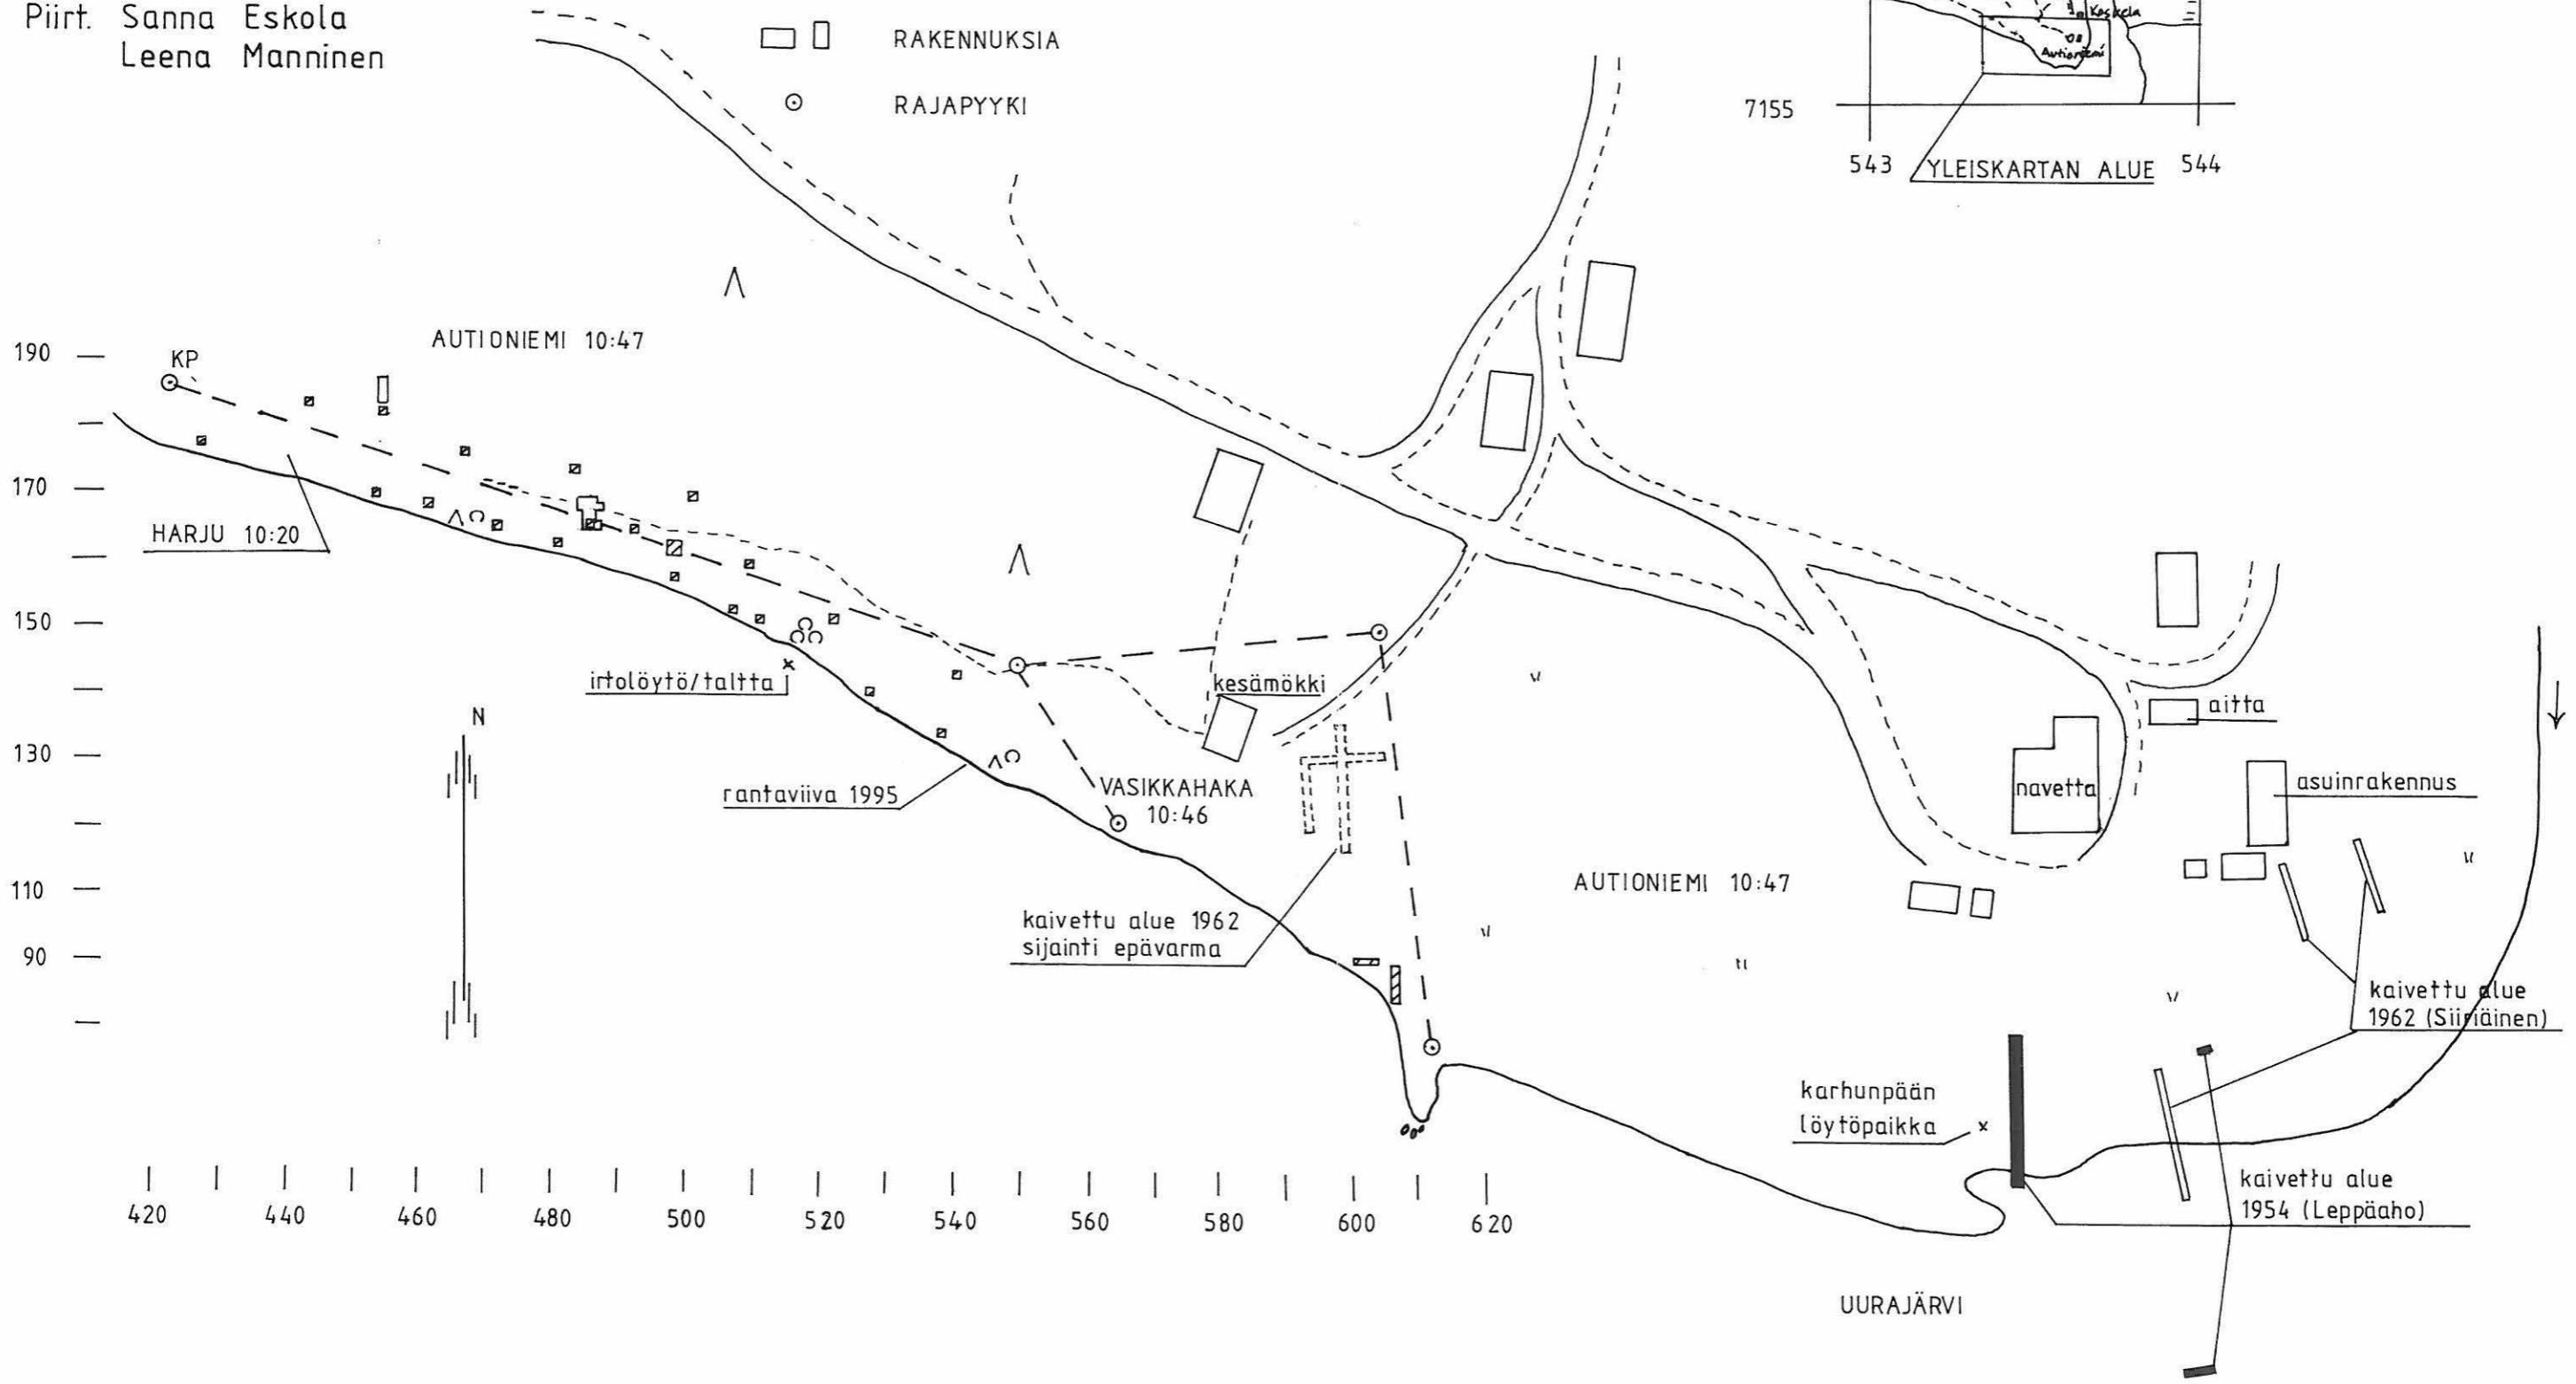 Piirt. Sanna Eskola
Leena Manninen
RAKENNUKSIA
RAJAPYYKI
Koskela
Autioniemi
7155
543
YLEISKARTAN ALUE
544
190
KP
AUTIONIEMI 10:47
170
HARJU 10:20
150
irtolöytö/taltta
kesämökki
aitta
N
130
rantaviiva 1995
VASIKKAHAKA
10:46
navetta
asuinrakennus
110
AUTIONIEMI 10:47
kaivettu alue 1962
sijainti epävarma
90
kaivettu alue
1962 (Siiriäinen)
karhunpään
löytöpaikka
kaivettu alue
1954 (Leppäaho)
420 440 460 480 500 520 540 560 580 600 620
UURAJÄRVI